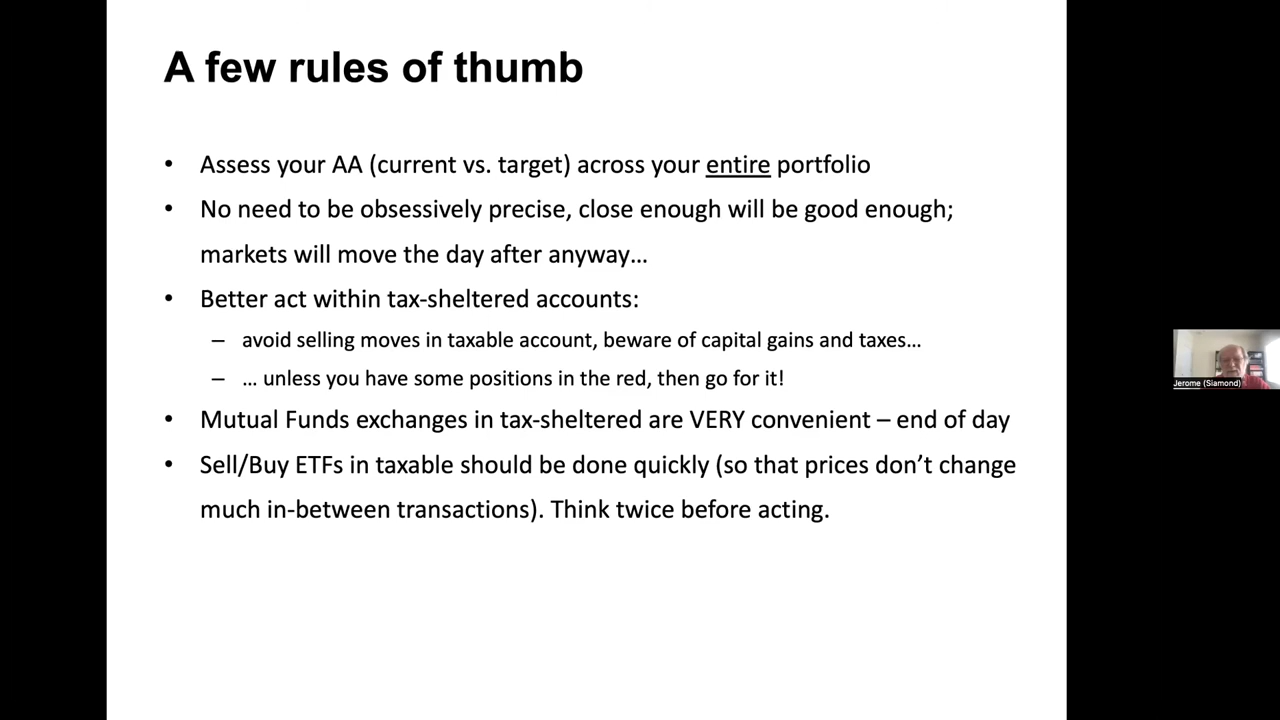 A few rules of thumb
• Assess your AA (current vs. target) across your entire portfolio
• No need to be obsessively precise, close enough will be good enough;
markets will move the day after anyway…
• Better act within tax-sheltered accounts:
– avoid selling moves in taxable account, beware of capital gains and taxes…
– … unless you have some positions in the red, then go for it!
• Mutual Funds exchanges in tax-sheltered are VERY convenient – end of day
• Sell/Buy ETFs in taxable should be done quickly (so that prices don’t change
much in-between transactions). Think twice before acting.
Jerome (Siamond)